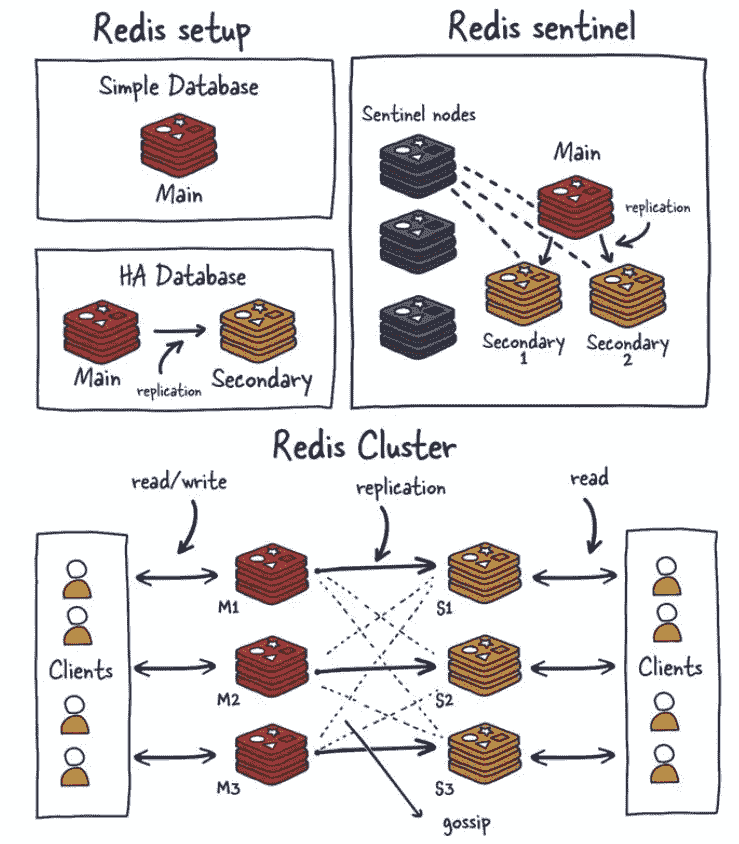 Redis setup
Simple Database
Main
HA Database
Main
replication
Secondary
Redis sentinel
Sentinel nodes
Main
replication
Secondary
1
Secondary
2
Redis Cluster
read/write
replication
read
Clients
M1
M2
M3
S1
S2
S3
Clients
gossip